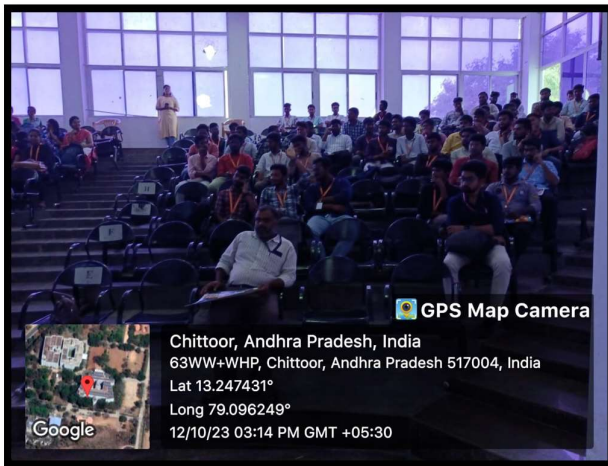 GPS Map Camera
Chittoor, Andhra Pradesh, India
63WW+WHP, Chittoor, Andhra Pradesh 517004, India
Lat 13.247431°
Long 79.096249°
12/10/23 03:14 PM GMT +05:30
Google